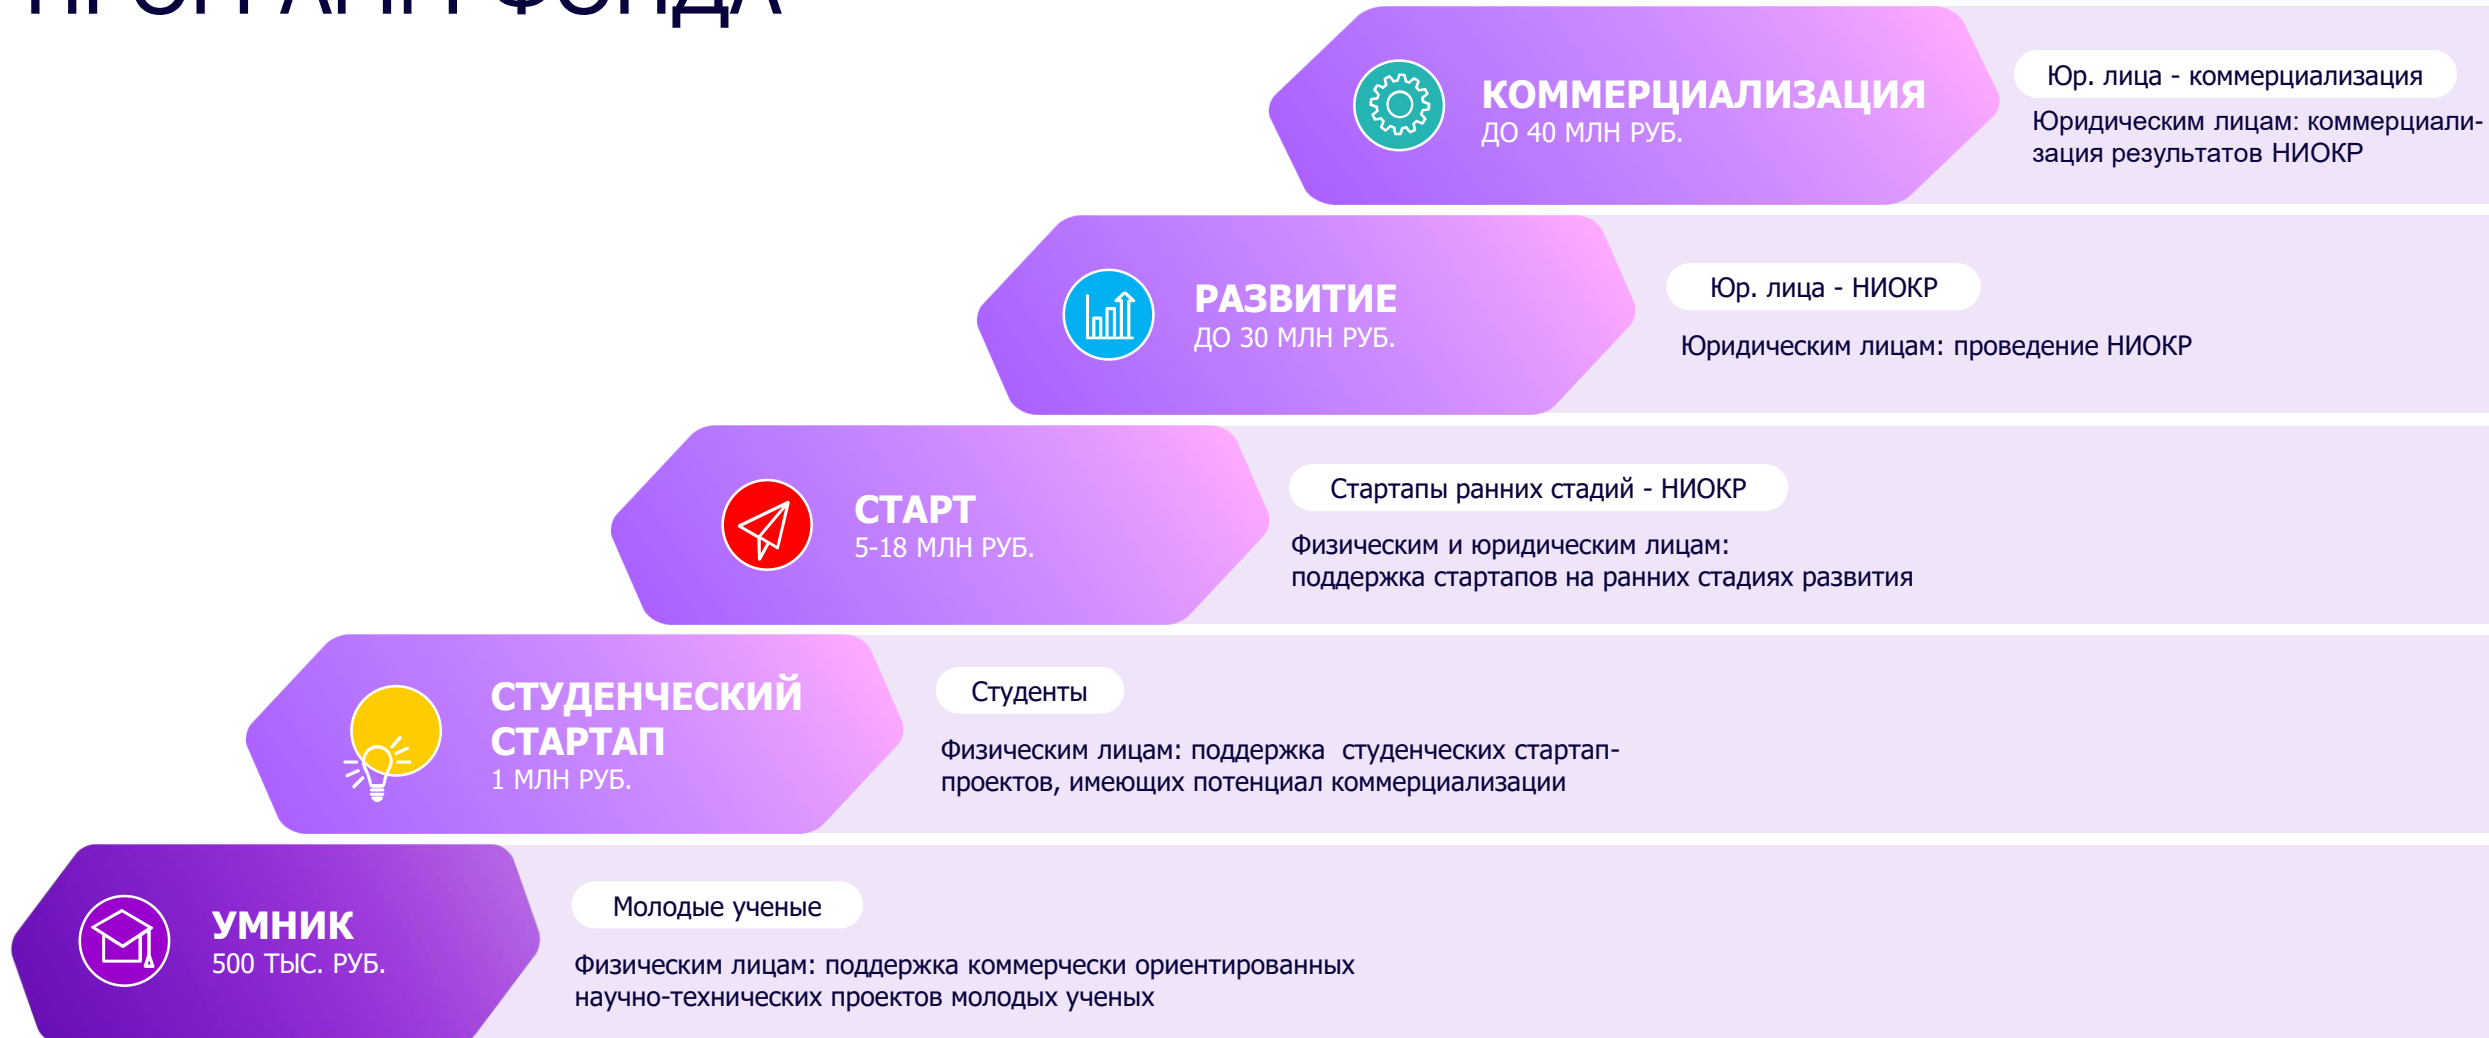 ФОНДА
КОММЕРЦИАЛИЗАЦИЯ
ДО 40 МЛН РУБ.
Юр. лица - коммерциализация
Юридическим лицам: коммерциали-
зация результатов НИОКР
РАЗВИТИЕ
ДО 30 МЛН РУБ.
Юр. лица - НИОКР
Юридическим лицам: проведение НИОКР
СТАРТ
5-18 МЛН РУБ.
Стартапы ранних стадий - НИОКР
Физическим и юридическим лицам:
поддержка стартапов на ранних стадиях развития
СТУДЕНЧЕСКИЙ
СТАРТАП
1 МЛН РУБ.
Студенты
Физическим лицам: поддержка студенческих стартап-
проектов, имеющих потенциал коммерциализации
УМНИК
500 ТЫС. РУБ.
Молодые ученые
Физическим лицам: поддержка коммерчески ориентированных
научно-технических проектов молодых ученых